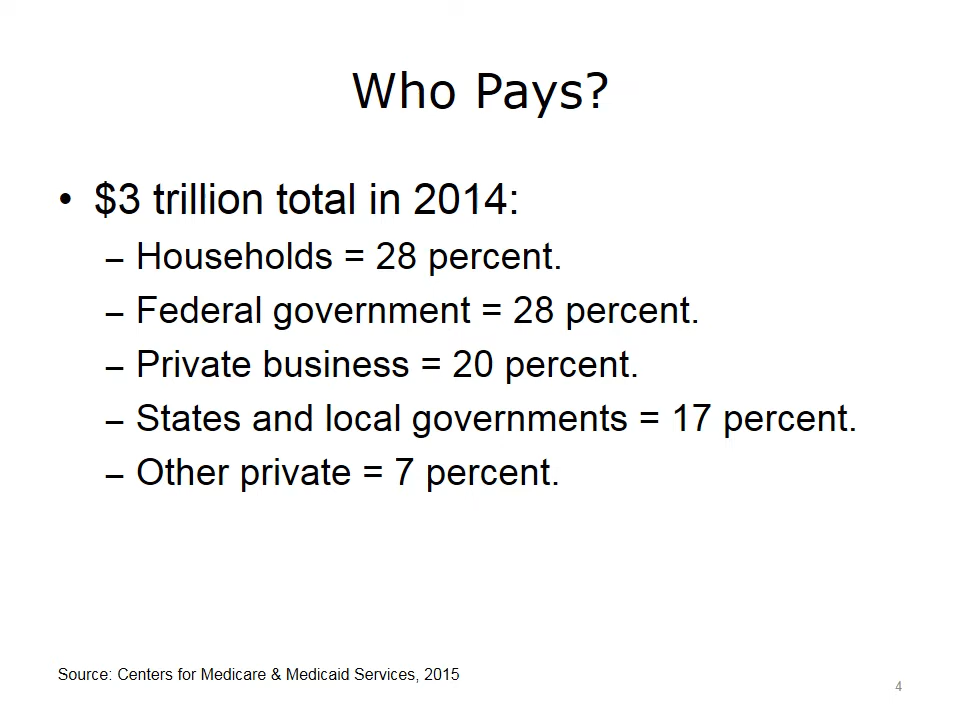 Who Pays?
• $3 trillion total in 2014:
– Households = 28 percent.
– Federal government = 28 percent.
– Private business = 20 percent.
– States and local governments = 17 percent.
– Other private = 7 percent.
Source: Centers for Medicare & Medicaid Services, 2015
4